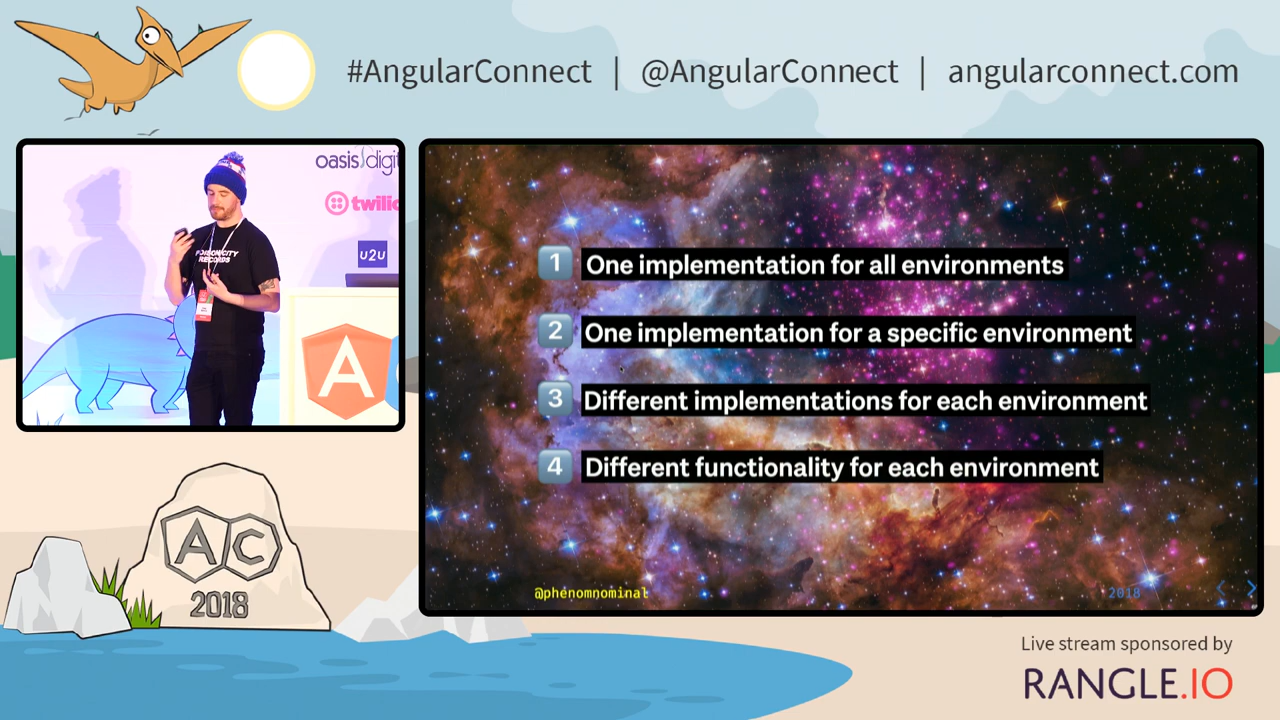 #AngularConnect | @AngularConnect | angularconnect.com
oasis digit
twilio
U2U
RECORDS
A
1 One implementation for all environments
2 One implementation for a specific environment
3 Different implementations for each environment
4 Different functionality for each environment
@phenomnominal
2018
AC
2018
Live stream sponsored by
RANGLE.IO